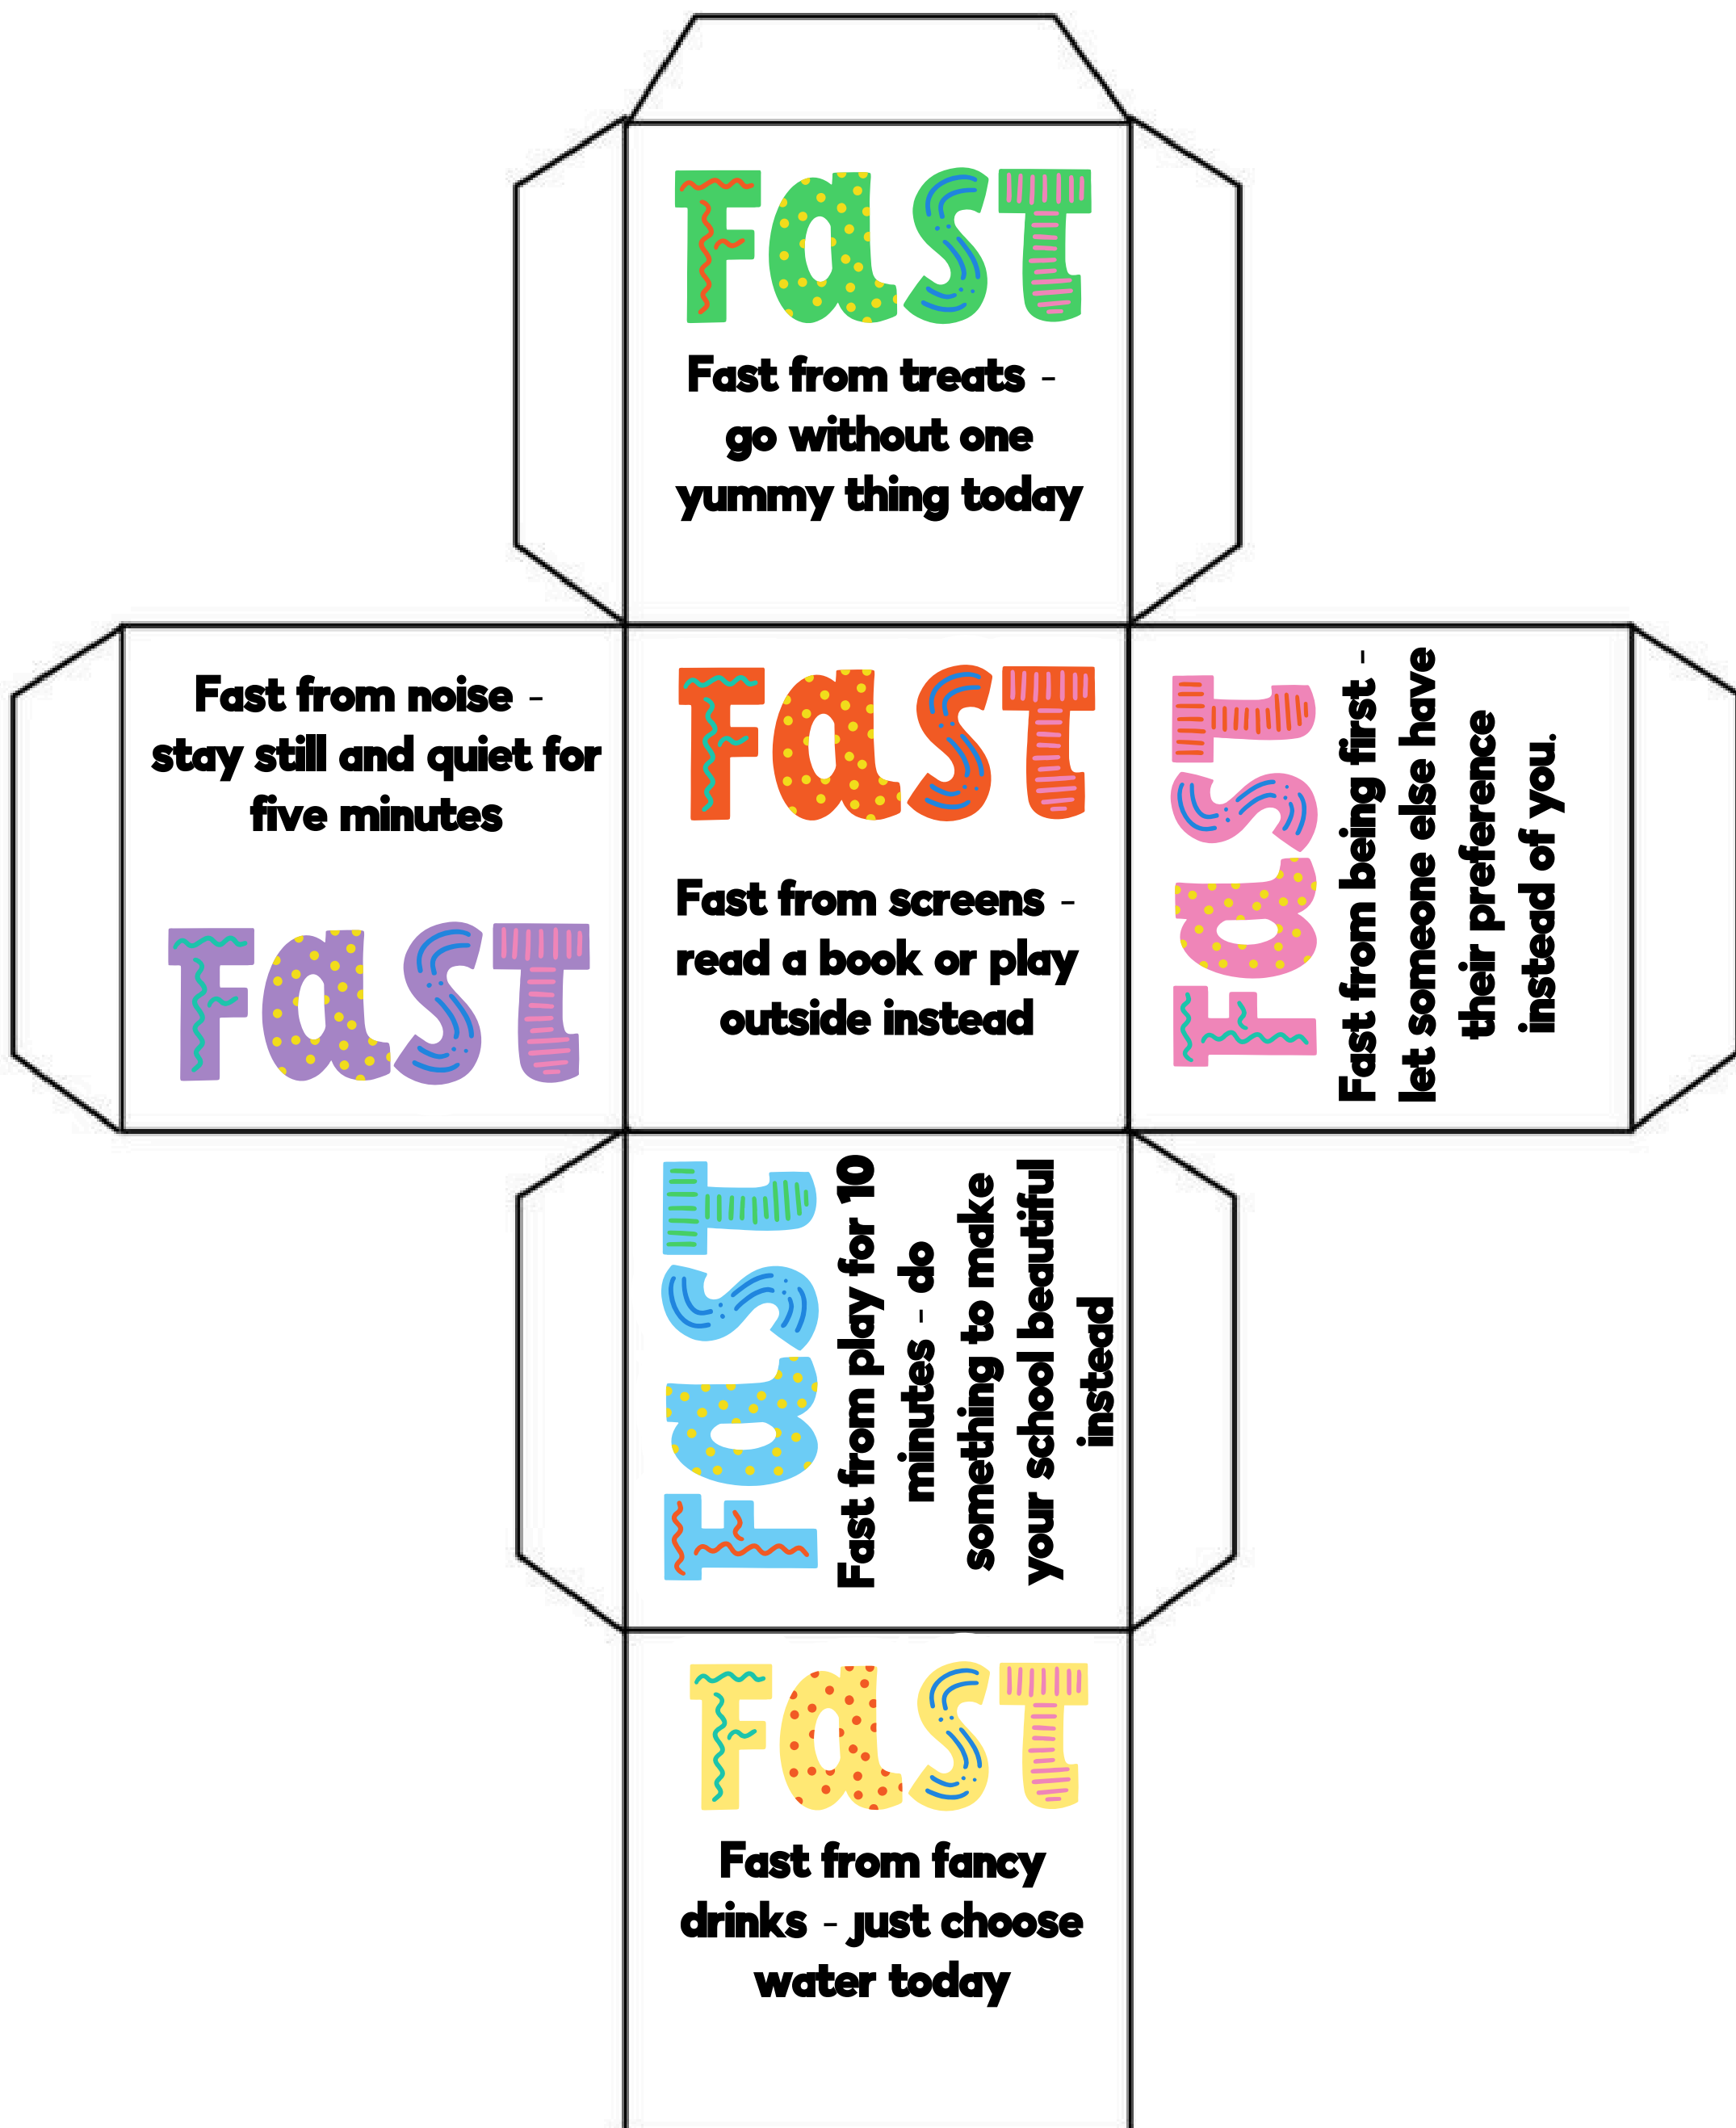 FaST
Fast from treats -
go without one
yummy thing today
Fast from noise -
stay still and quiet for
five minutes
FaST
FaST
Fast from screens -
read a book or play
outside instead
FaST
Fast from being first -
let someone else have
their preference
instead of you.
FaST
Fast from play for 10
minutes - do
something to make
your school beautiful
instead
FaST
Fast from fancy
drinks - just choose
water today